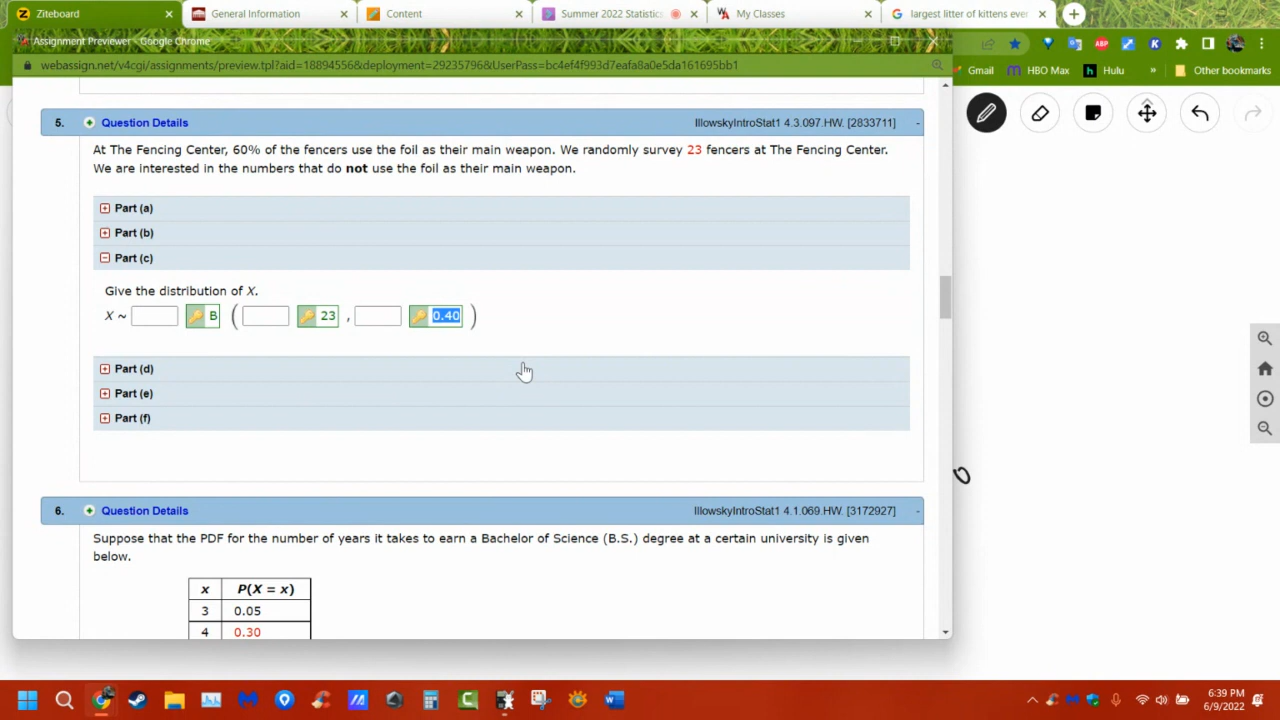 Ziteboard
General Information
Content
Summer 2022 Statistics
My Classes
largest litter of kittens eve
Assignment Previewer - Google Chrome
webassign.net/v4cgi/assignments/preview.tpl?aid=18894556&deployment=292357968&UserPass=bc4ef4f993d7eafa8a0e5da161695bb1
Gmail
HBO Max
Hulu
»
Other bookmarks
5. Question Details IllowskyIntroStat1 4.3.097.HW. [2833711] -
At The Fencing Center, 60% of the fencers use the foil as their main weapon. We randomly survey 23 fencers at The Fencing Center.
We are interested in the numbers that do not use the foil as their main weapon.
Part (a)
Part (b)
Part (c)
Give the distribution of X.
X ~ B ( 23 , 0.40 )
Part (d)
Part (e)
Part (f)
6. Question Details IllowskyIntroStat1 4.1.069.HW. [3172927] -
Suppose that the PDF for the number of years it takes to earn a Bachelor of Science (B.S.) degree at a certain university is given
below.
x P(X = x)
3 0.05
4 0.30
6:39 PM
6/9/2022